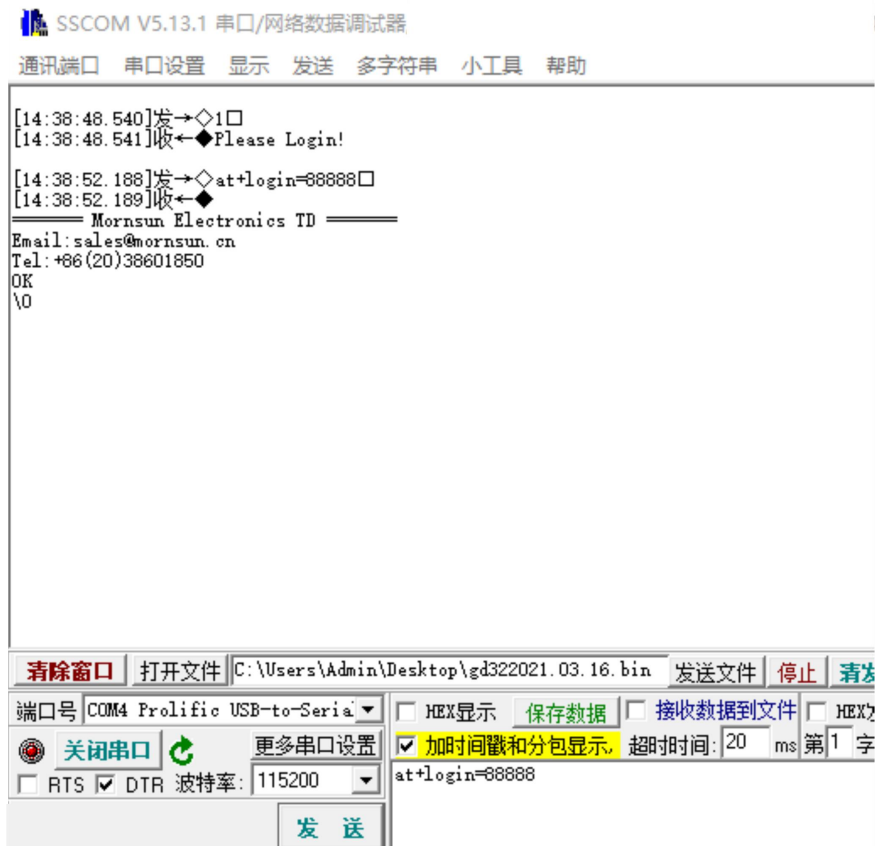 SSCOM V5.13.1 串口/网络数据调试器
通讯端口 串口设置 显示 发送 多字符串 小工具 帮助
[14:38:48.540]发→◇1□
[14:38:48.541]收←◆Please Login!
[14:38:52.188]发→◇at+login=88888□
[14:38:52.189]收←◆
====== Mornsun Electronics TD ======
Email:sales@mornsun.cn
Tel:+86(20)38601850
OK
\0
清除窗口 打开文件 C:\Users\Admin\Desktop\gd322021.03.16.bin 发送文件 停止
端口号 COM4 Prolific USB-to-Seria HEX显示 保存数据 接收数据到文件
关闭串口 更多串口设置 加时间戳和分包显示, 超时时间: 20 ms 第 1
RTS DTR 波特率: 115200 at+login=88888
发 送